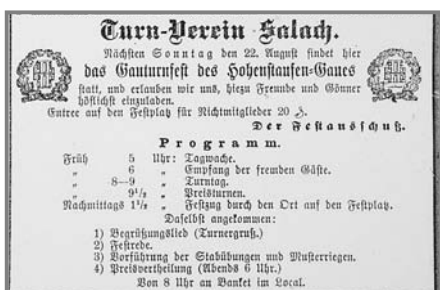 Turn-Verein Salach.
Nächsten Sonntag den 22. August findet hier
das Gauturnfest des Hohenstaufen-Gaues
statt, und erlauben wir uns, hiezu Freunde und Gönner
höflichst einzuladen.
Entree auf den Festplatz für Nichtmitglieder 20 ₰.
Der Festausschuß.
Programm.
Früh 5 Uhr: Tagwache.
„ 6 „ Empfang der fremden Gäste.
„ 8—9 „ Turntag.
„ 9½ „ Preisturnen.
Nachmittags 1½ „ Festzug durch den Ort auf den Festplatz.
Daselbst angekommen:
1) Begrüßungslied (Turnergruß.)
2) Festrede.
3) Vorführung der Stabübungen und Musterriegen.
4) Preisvertheilung (Abends 6 Uhr.)
Von 8 Uhr an Banket im Local.